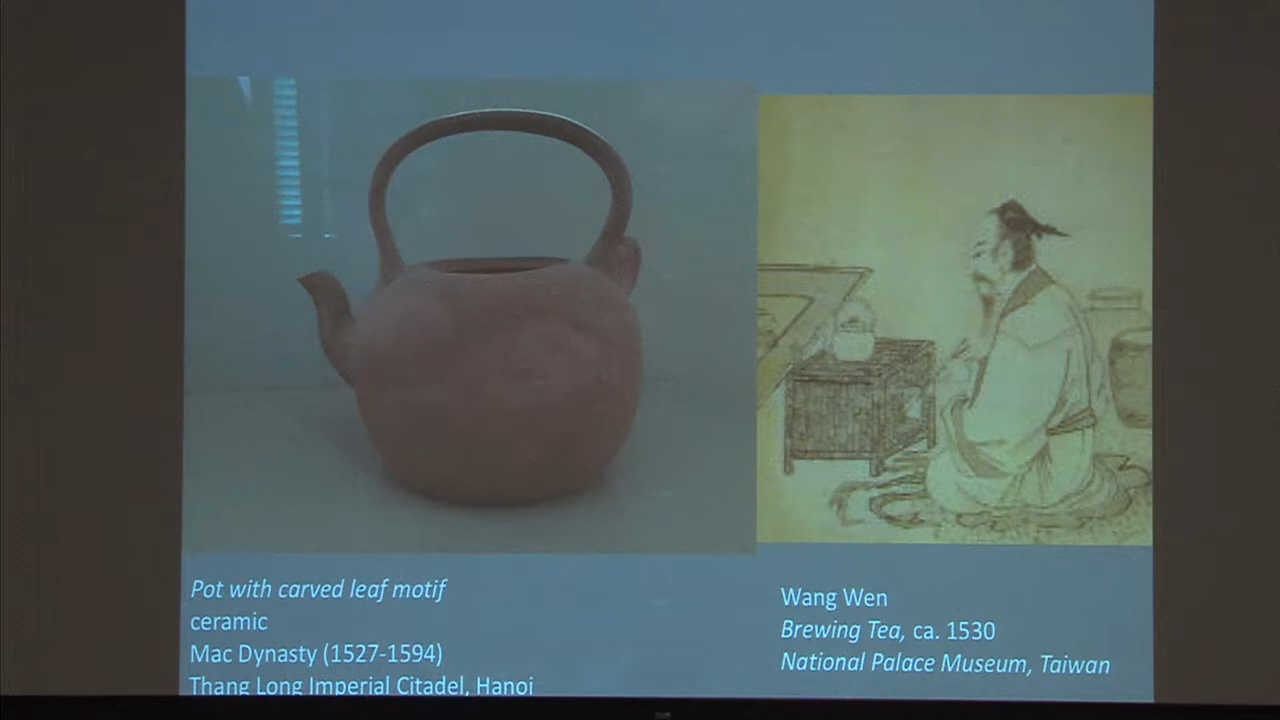 Pot with carved leaf motif
ceramic
Mac Dynasty (1527-1594)
Thang Long Imperial Citadel, Hanoi
Wang Wen
Brewing Tea, ca. 1530
National Palace Museum, Taiwan